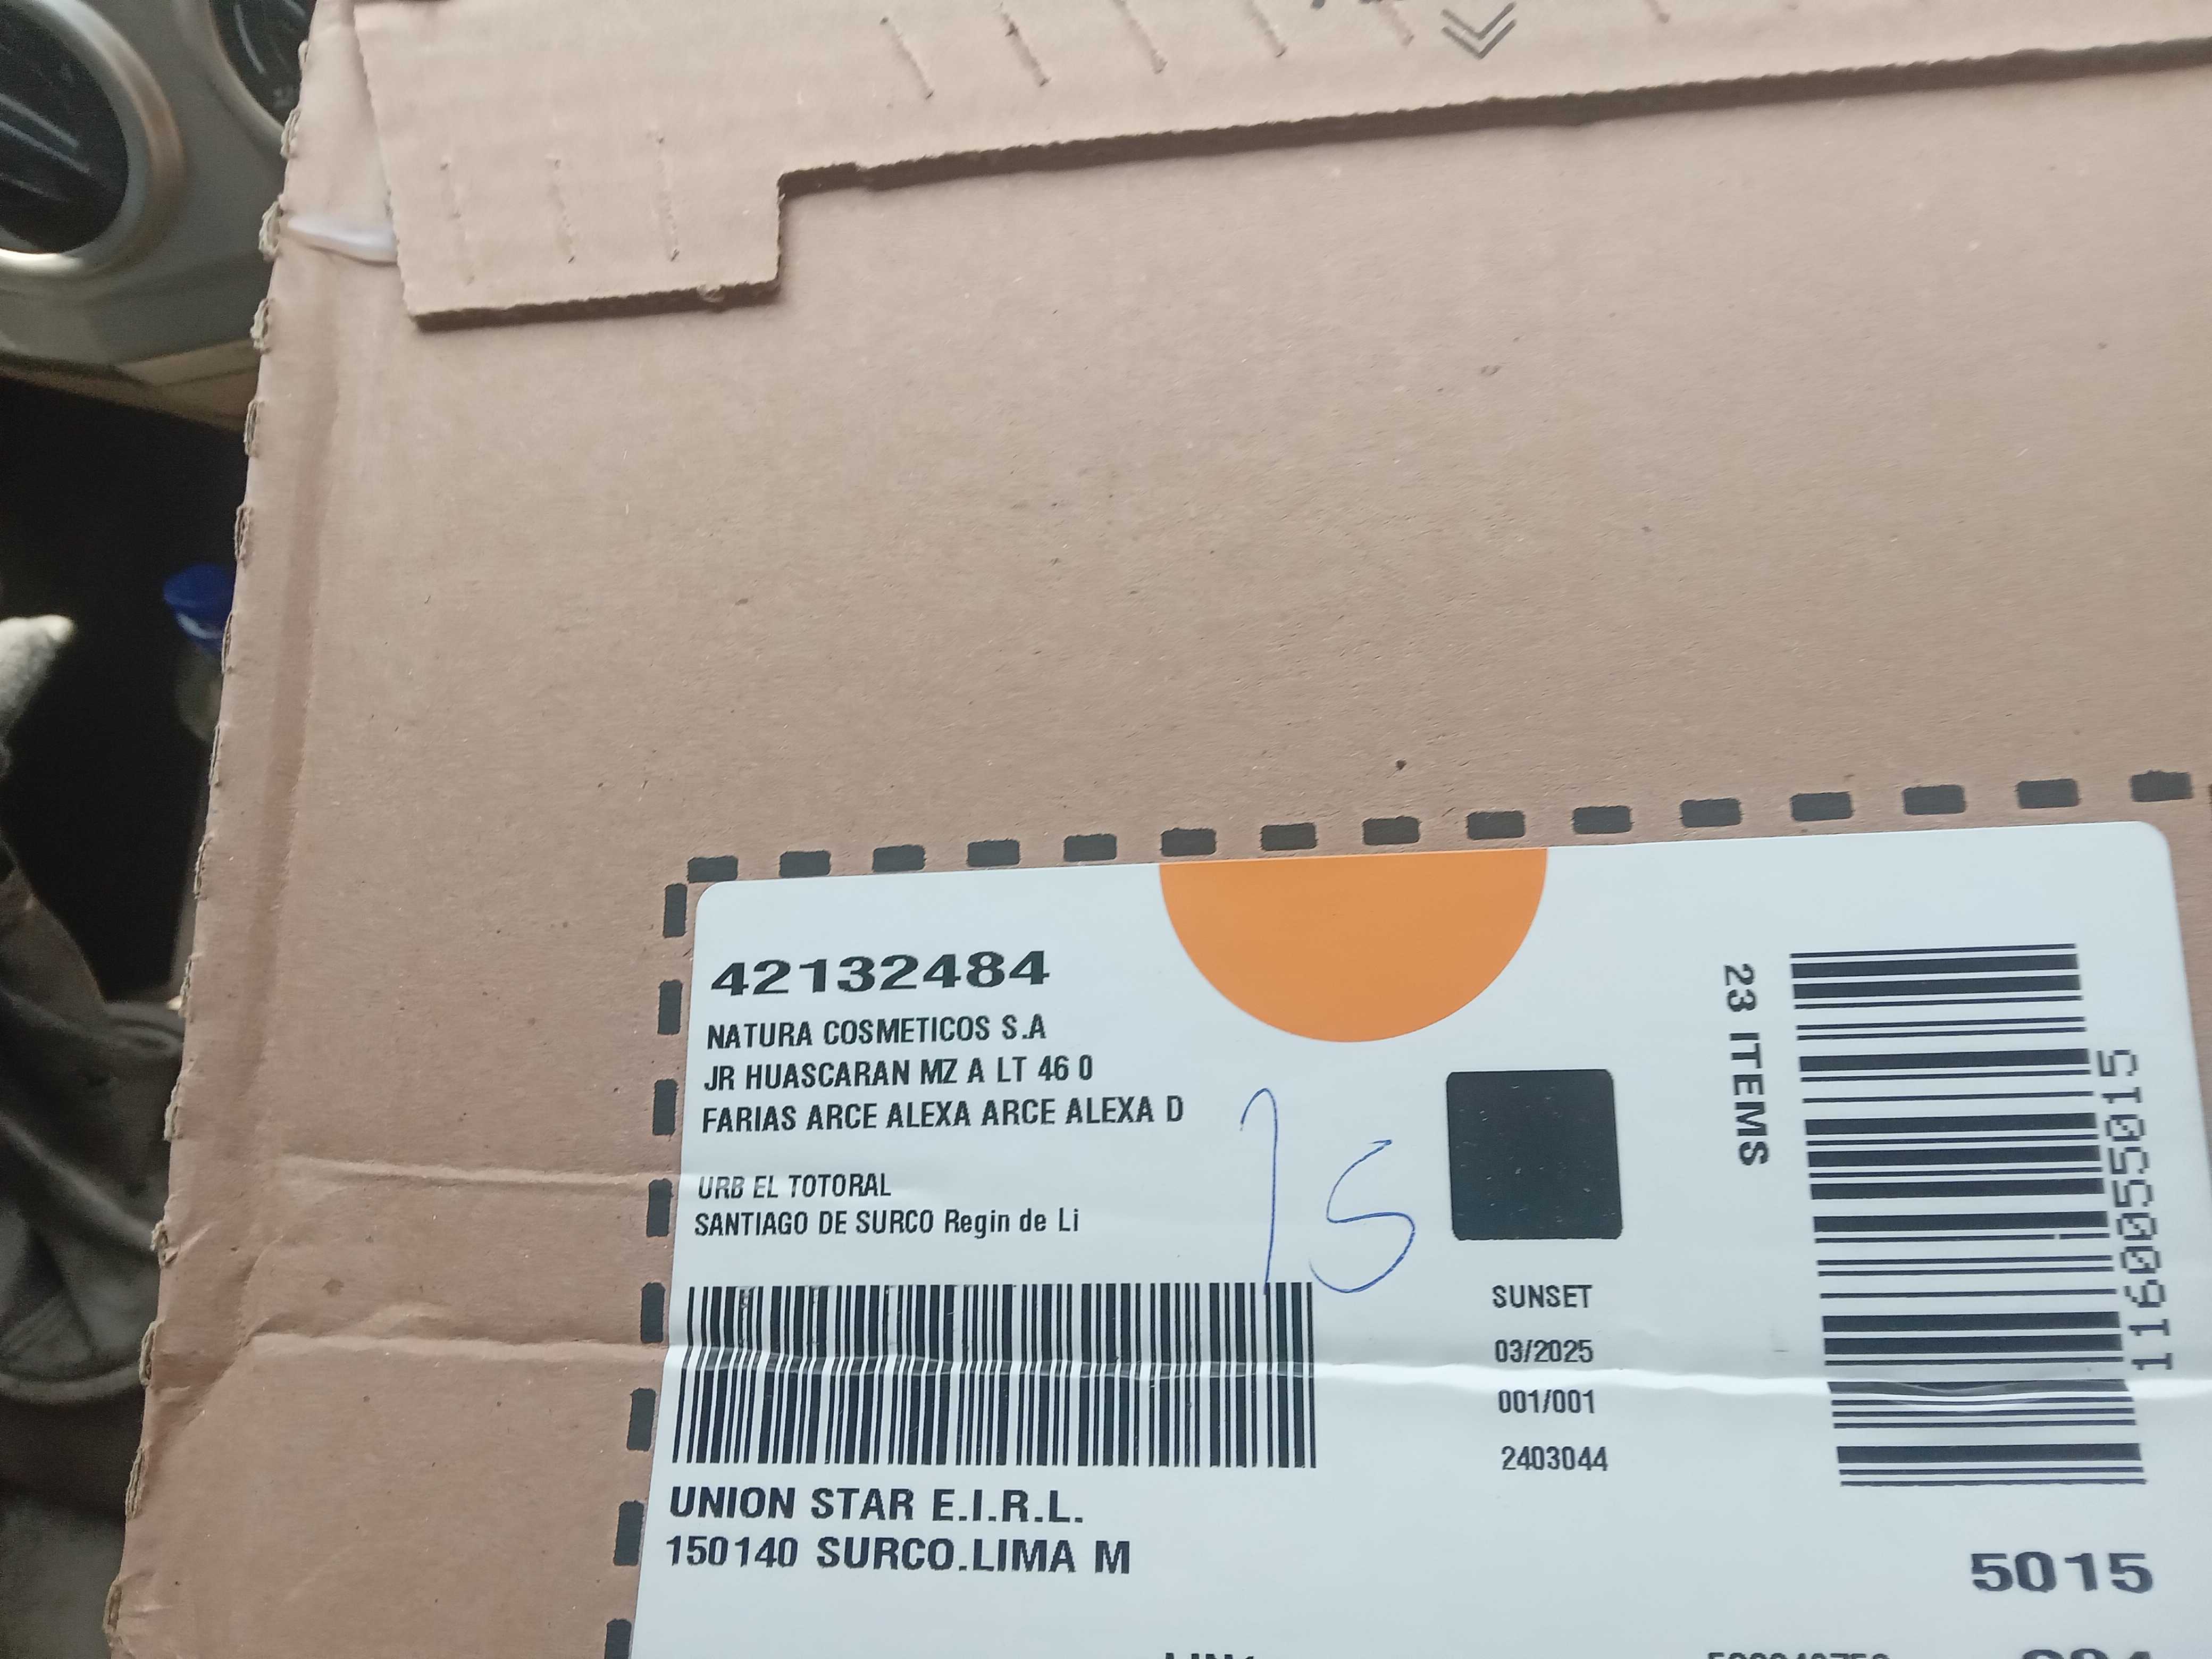 42132484
NATURA COSMETICOS S.A
JR HUASCARAN MZ A LT 46 0
FARIAS ARCE ALEXA ARCE ALEXA D
URB EL TOTORAL
SANTIAGO DE SURCO Regin de Li
15
UNION STAR E.I.R.L.
150140 SURCO.LIMA M
SUNSET
03/2025
001/001
2403044
23 ITEMS
1160055015
5015